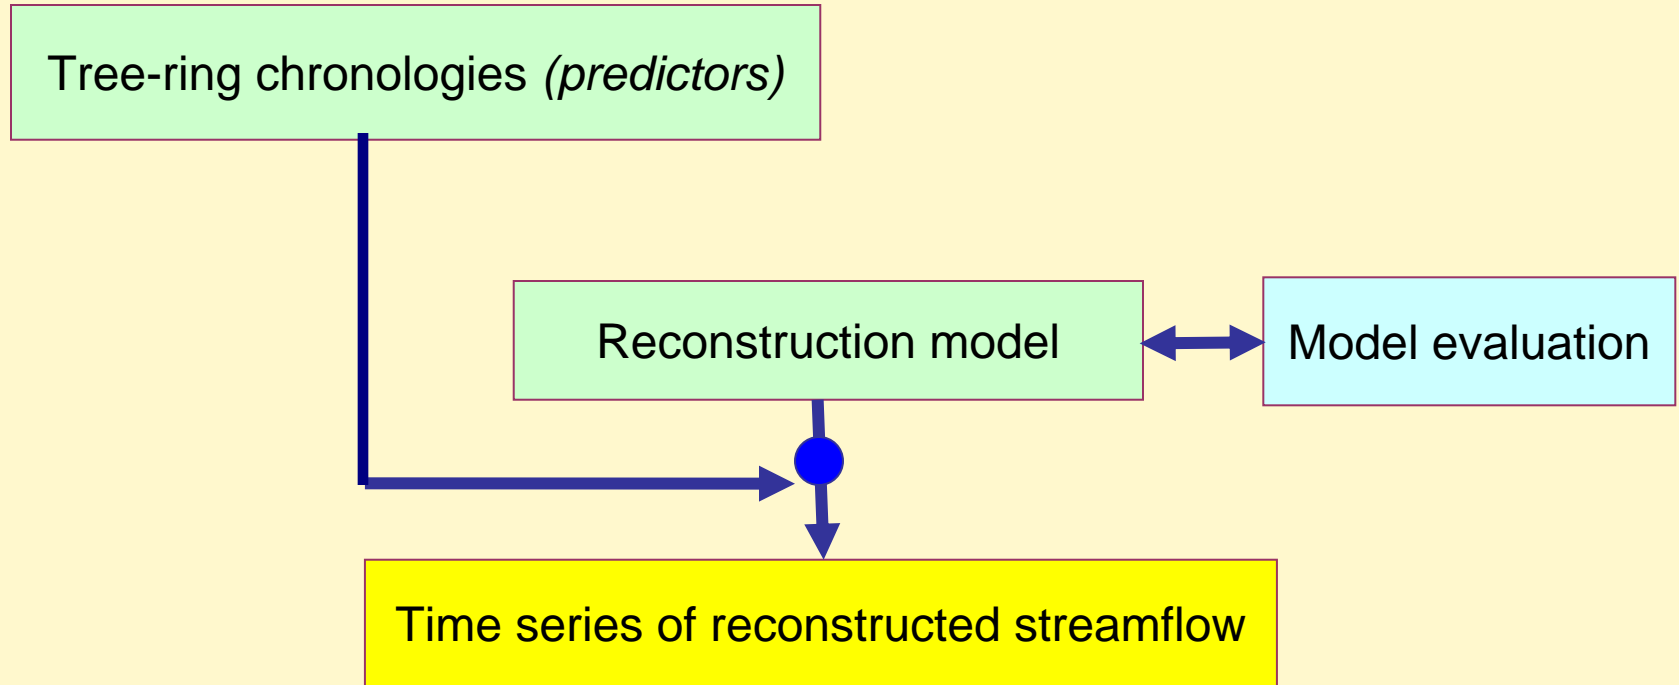 Tree-ring chronologies (predictors)
Reconstruction model
Model evaluation
Time series of reconstructed streamflow